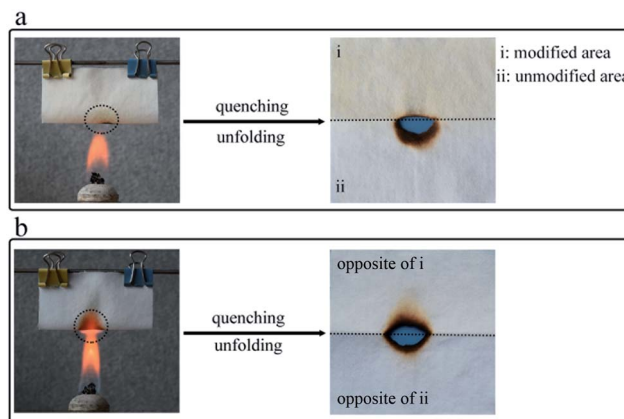 a
i
i: modified area
ii: unmodified area
quenching
unfolding
ii
b
opposite of i
quenching
unfolding
opposite of ii